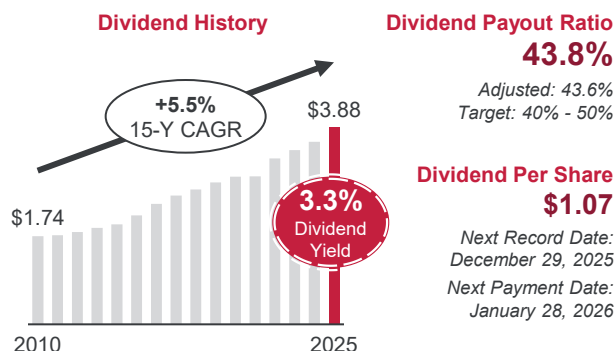 Dividend History
+5.5%
15-Y CAGR
$3.88
$1.74
3.3%
Dividend
Yield
2010
2025
Dividend Payout Ratio
43.8%
Adjusted: 43.6%
Target: 40% - 50%
Dividend Per Share
$1.07
Next Record Date:
December 29, 2025
Next Payment Date:
January 28, 2026